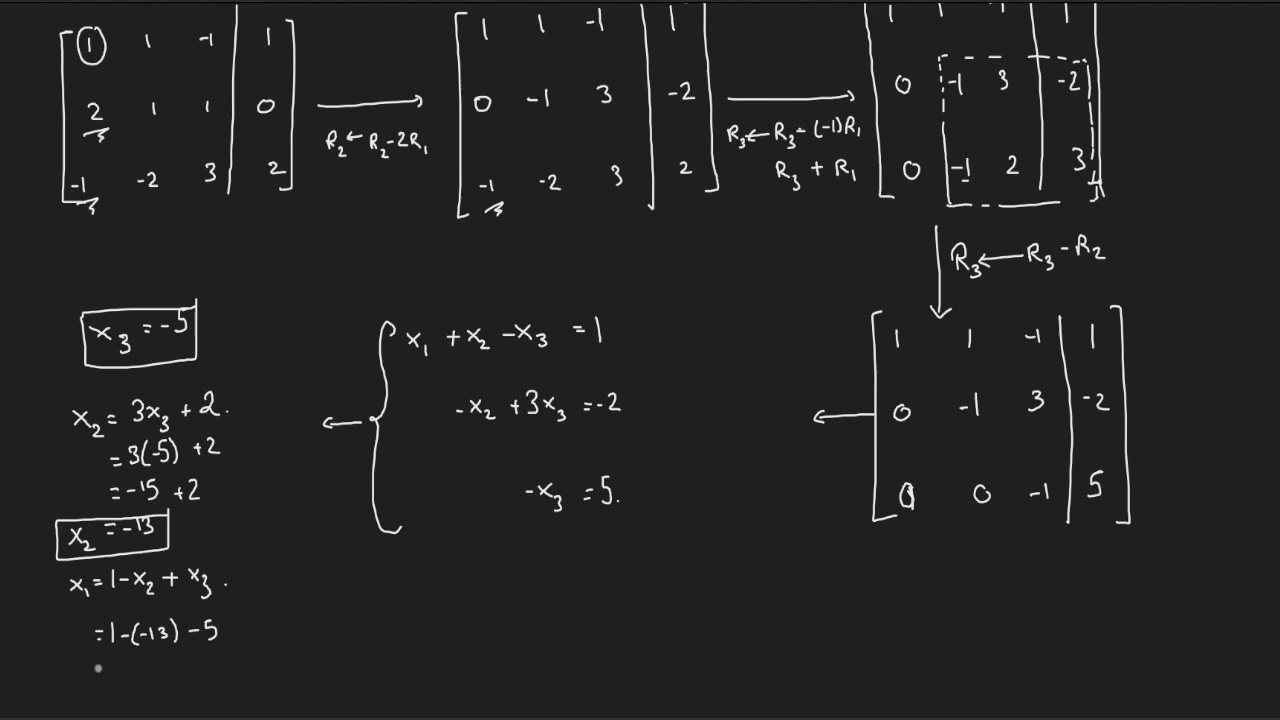 1 1 -1 | 1
2 1 1 | 0
-1 -2 3 | 2
R₂ ← R₂ - 2R₁
1 1 -1 | 1
0 -1 3 | -2
-1 -2 3 | 2
R₃ ← R₃ - (-1)R₁
R₃ + R₁
1 1 -1 | 1
0 -1 3 | -2
0 -1 2 | 3
R₃ ← R₃ - R₂
1 1 -1 | 1
0 -1 3 | -2
0 0 -1 | 5
x₁ + x₂ - x₃ = 1
-x₂ + 3x₃ = -2
-x₃ = 5.
x₃ = -5
x₂ = 3x₃ + 2.
= 3(-5) + 2
= -15 + 2
x₂ = -13
x₁ = 1 - x₂ + x₃.
= 1 - (-13) - 5